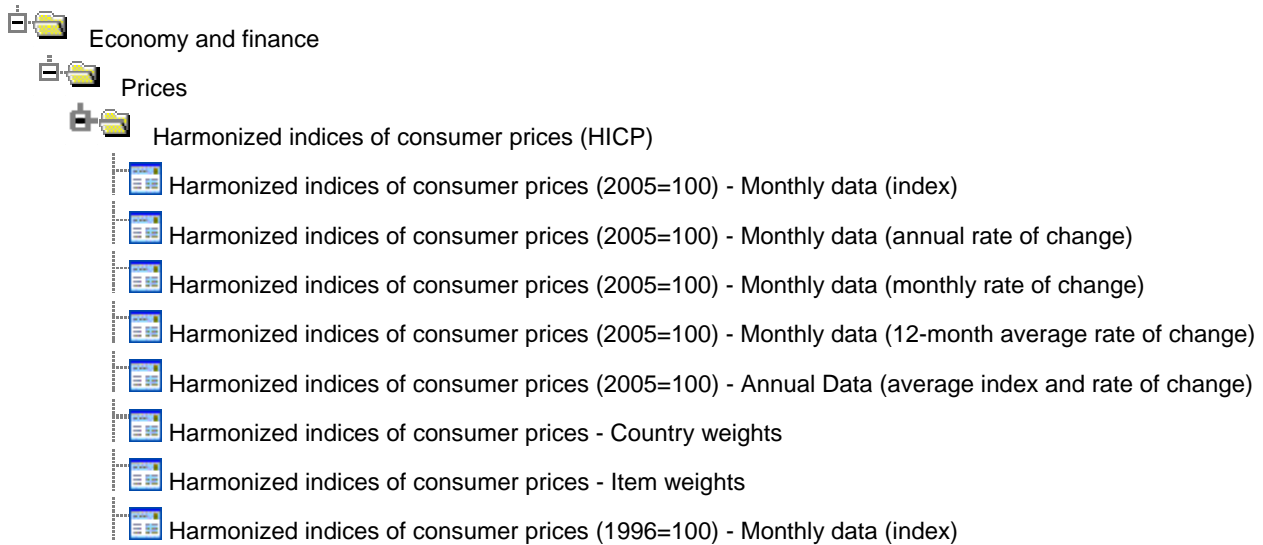 Economy and finance
Prices
Harmonized indices of consumer prices (HICP)
Harmonized indices of consumer prices (2005=100) - Monthly data (index)
Harmonized indices of consumer prices (2005=100) - Monthly data (annual rate of change)
Harmonized indices of consumer prices (2005=100) - Monthly data (monthly rate of change)
Harmonized indices of consumer prices (2005=100) - Monthly data (12-month average rate of change)
Harmonized indices of consumer prices (2005=100) - Annual Data (average index and rate of change)
Harmonized indices of consumer prices - Country weights
Harmonized indices of consumer prices - Item weights
Harmonized indices of consumer prices (1996=100) - Monthly data (index)